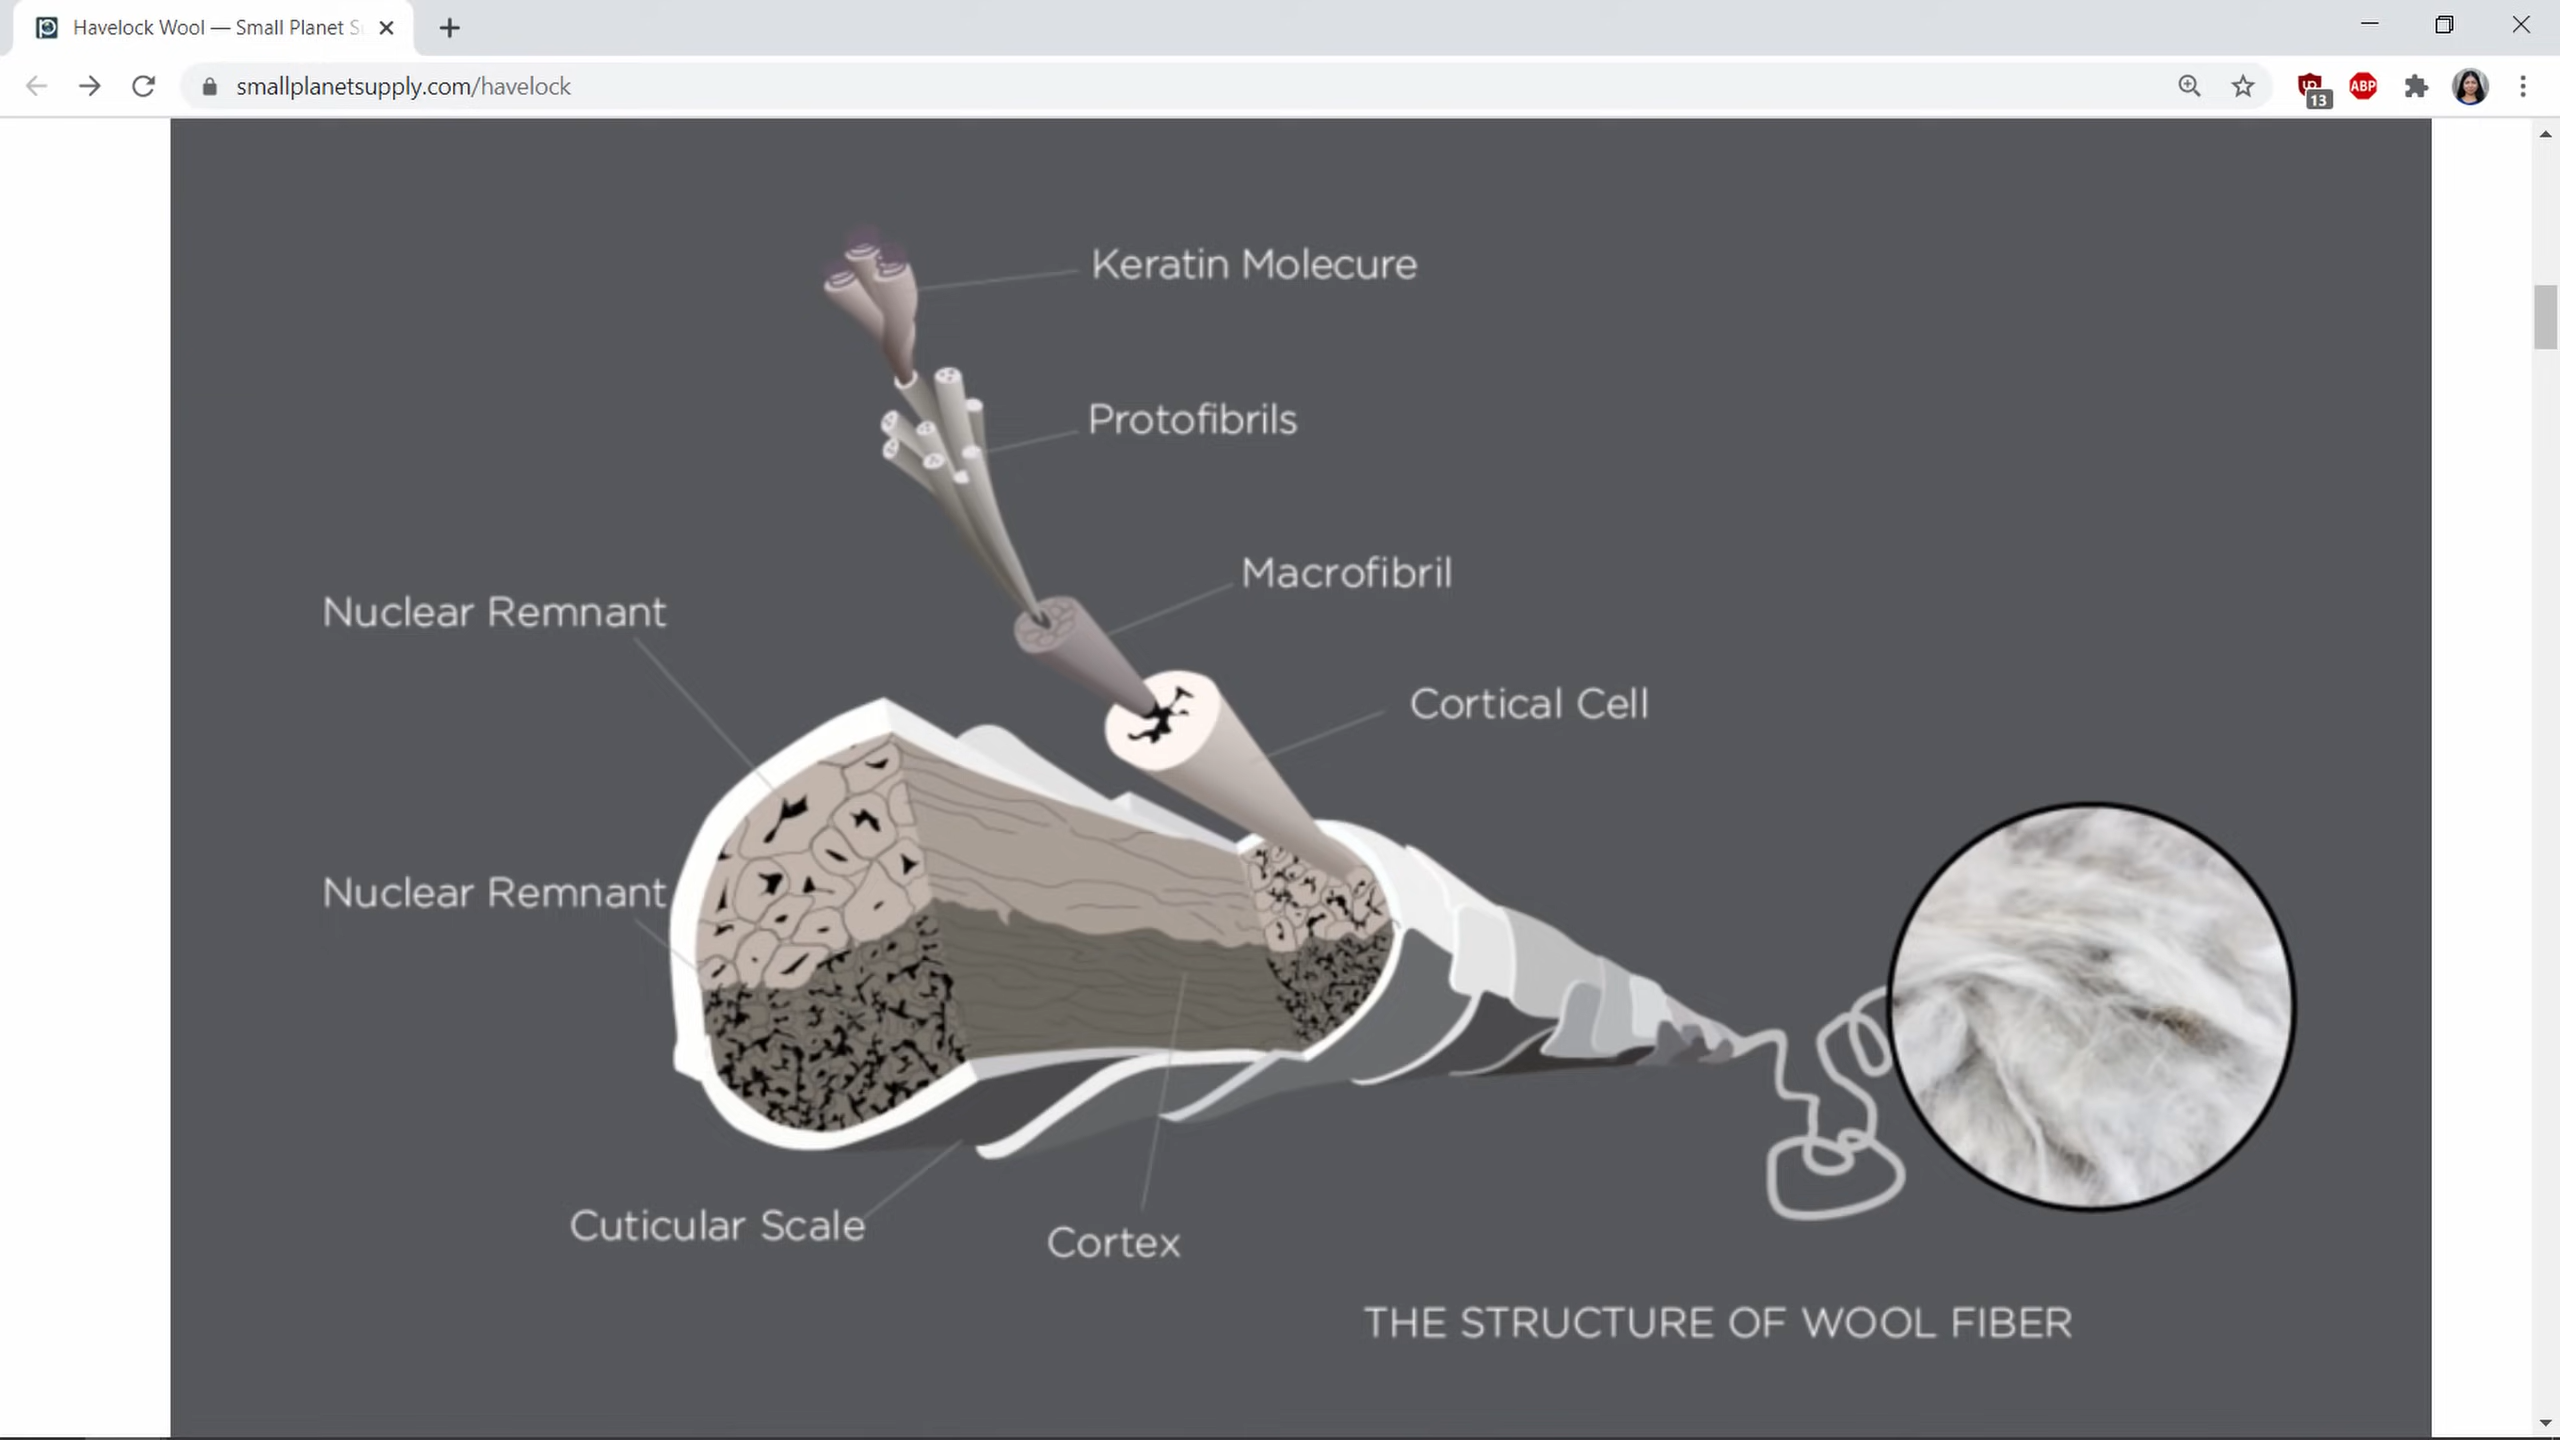 Havelock Wool — Small Planet S
smallplanetsupply.com/havelock
13
ABP
Keratin Molecure
Protofibrils
Macrofibril
Nuclear Remnant
Cortical Cell
Nuclear Remnant
Cuticular Scale
Cortex
THE STRUCTURE OF WOOL FIBER